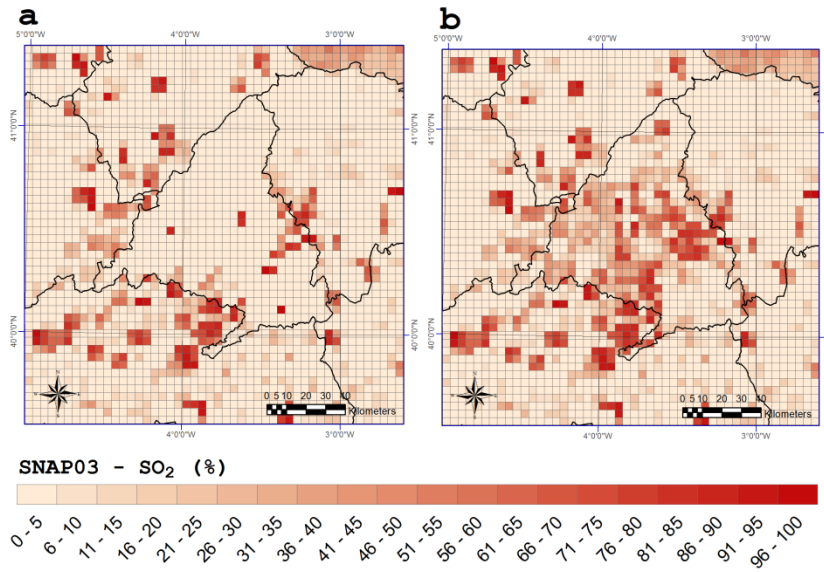 a
b
5°0'0"W 4°0'0"W 3°0'0"W
5°0'0"W 4°0'0"W 3°0'0"W
41°0'0"N 41°0'0"N 41°0'0"N
40°0'0"N 40°0'0"N 40°0'0"N
0 5 10 20 30 40
Kilometers
0 5 10 20 30 40
Kilometers
4°0'0"W 3°0'0"W
4°0'0"W 3°0'0"W
SNAP03 - SO₂ (%)
0 - 5
6 - 10
11 - 15
16 - 20
21 - 25
26 - 30
31 - 35
36 - 40
41 - 45
46 - 50
51 - 55
56 - 60
61 - 65
66 - 70
71 - 75
76 - 80
81 - 85
86 - 90
91 - 95
96 - 100